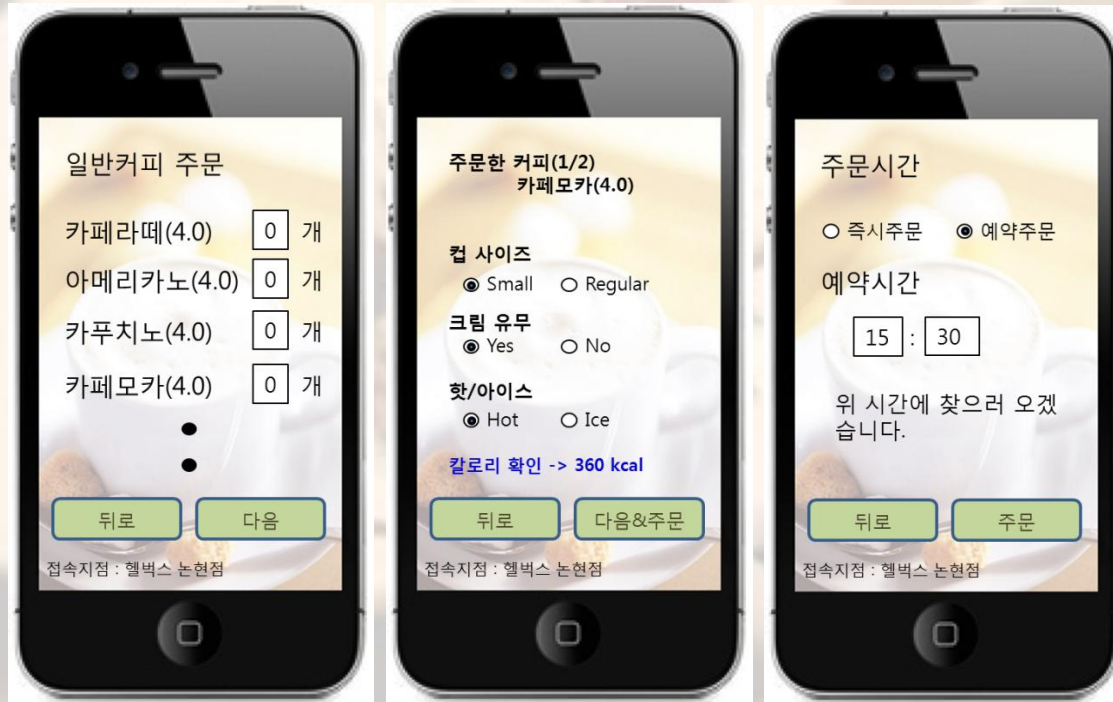 일반커피 주문
카페라떼(4.0) 0 개
아메리카노(4.0) 0 개
카푸치노(4.0) 0 개
카페모카(4.0) 0 개
뒤로 다음
접속지점 : 헬벅스 논현점
주문한 커피(1/2)
카페모카(4.0)
컵 사이즈
Small Regular
크림 유무
Yes No
핫/아이스
Hot Ice
칼로리 확인 -> 360 kcal
뒤로 다음&주문
접속지점 : 헬벅스 논현점
주문시간
즉시주문 예약주문
예약시간
15 : 30
위 시간에 찾으러 오겠
습니다.
뒤로 주문
접속지점 : 헬벅스 논현점